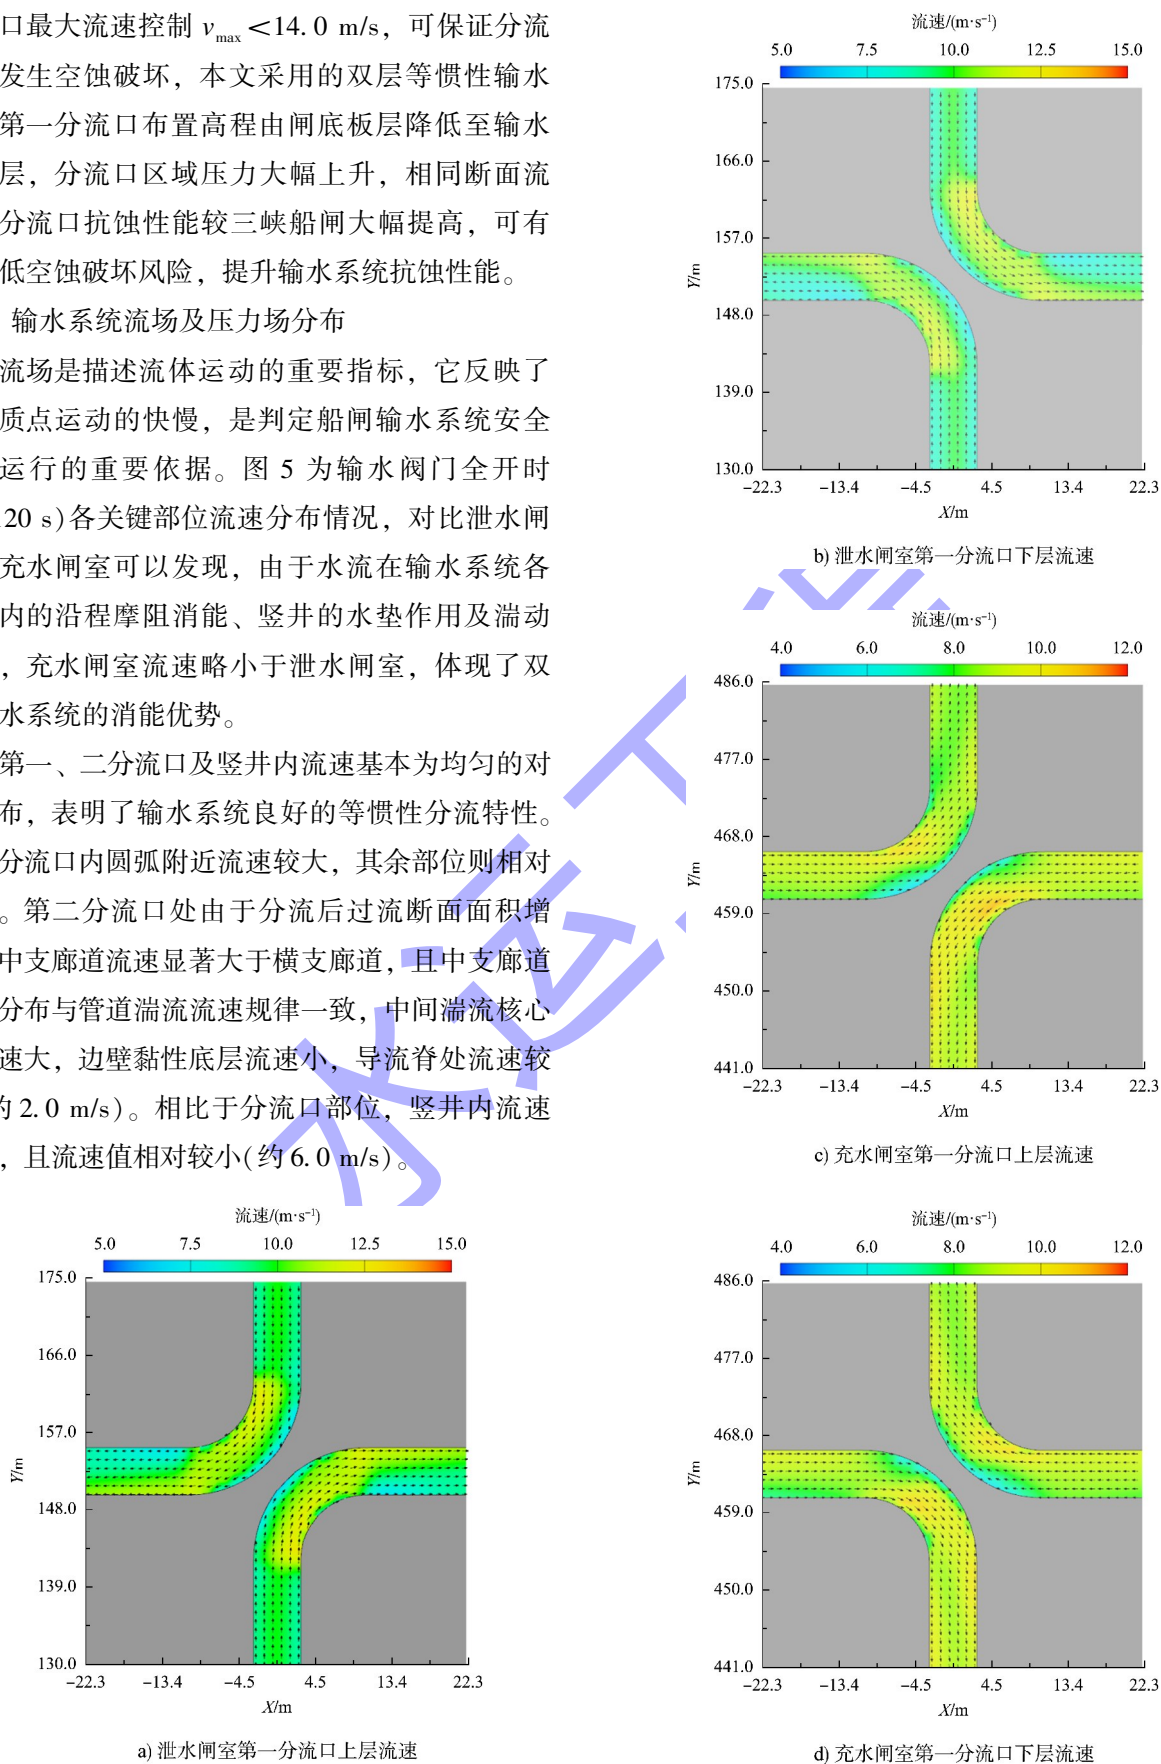 口最大流速控制 vmax＜14.0 m/s，可保证分流
发生空蚀破坏，本文采用的双层等惯性输水
第一分流口布置高程由闸底板层降低至输水
层，分流口区域压力大幅上升，相同断面流
分流口抗蚀性能较三峡船闸大幅提高，可有
低空蚀破坏风险，提升输水系统抗蚀性能。
输水系统流场及压力场分布
流场是描述流体运动的重要指标，它反映了
质点运动的快慢，是判定船闸输水系统安全
运行的重要依据。图 5 为输水阀门全开时
20 s)各关键部位流速分布情况，对比泄水闸
充水闸室可以发现，由于水流在输水系统各
内的沿程摩阻消能、竖井的水垫作用及湍动
，充水闸室流速略小于泄水闸室，体现了双
水系统的消能优势。
第一、二分流口及竖井内流速基本为均匀的对
布，表明了输水系统良好的等惯性分流特性。
分流口内圆弧附近流速较大，其余部位则相对
。第二分流口处由于分流后过流断面面积增
中支廊道流速显著大于横支廊道，且中支廊道
分布与管道湍流流速规律一致，中间湍流核心
速大，边壁黏性底层流速小，导流脊处流速较
约 2.0 m/s)。相比于分流口部位，竖井内流速
，且流速值相对较小(约 6.0 m/s)。
流速/(m·s⁻¹)
5.0 7.5 10.0 12.5 15.0
175.0
166.0
157.0
Y/m
148.0
139.0
130.0
-22.3 -13.4 -4.5 4.5 13.4 22.3
X/m
a) 泄水闸室第一分流口上层流速
流速/(m·s⁻¹)
5.0 7.5 10.0 12.5 15.0
175.0
166.0
157.0
Y/m
148.0
139.0
130.0
-22.3 -13.4 -4.5 4.5 13.4 22.3
X/m
b) 泄水闸室第一分流口下层流速
流速/(m·s⁻¹)
4.0 6.0 8.0 10.0 12.0
486.0
477.0
468.0
Y/m
459.0
450.0
441.0
-22.3 -13.4 -4.5 4.5 13.4 22.3
X/m
c) 充水闸室第一分流口上层流速
流速/(m·s⁻¹)
4.0 6.0 8.0 10.0 12.0
486.0
477.0
468.0
Y/m
459.0
450.0
441.0
-22.3 -13.4 -4.5 4.5 13.4 22.3
X/m
d) 充水闸室第一分流口下层流速
水运工